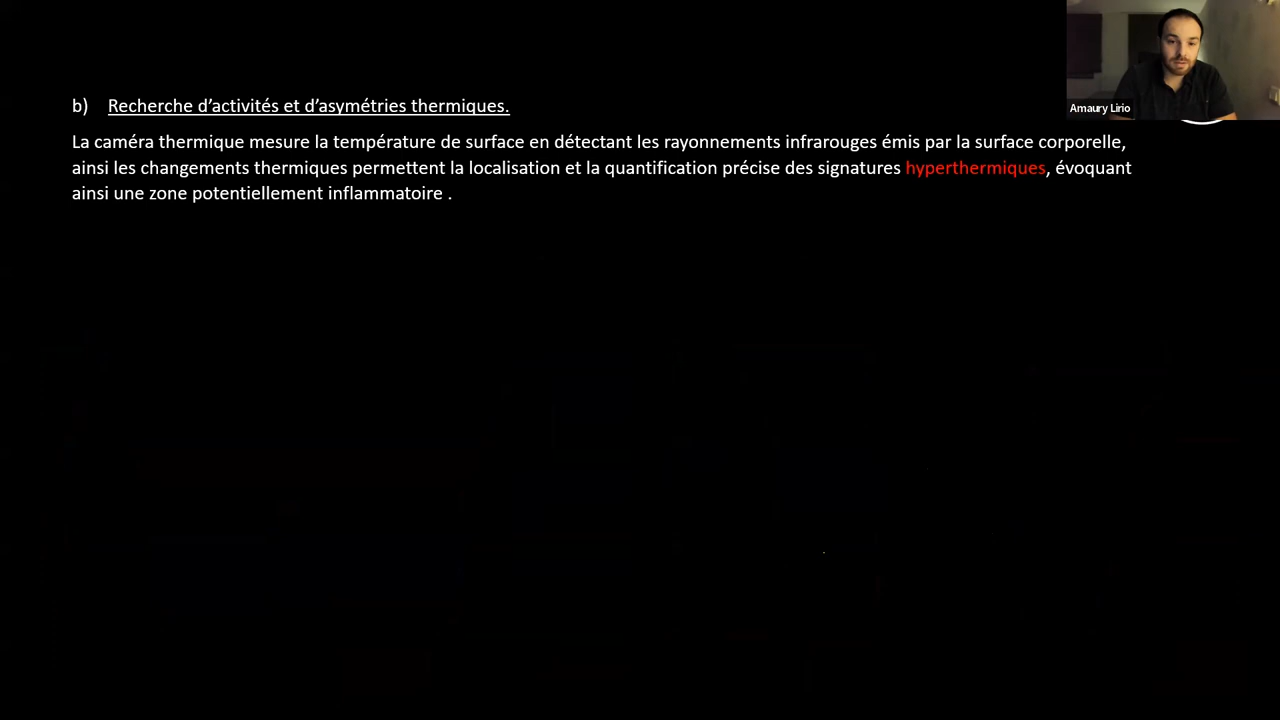 b) Recherche d’activités et d’asymétries thermiques.
La caméra thermique mesure la température de surface en détectant les rayonnements infrarouges émis par la surface corporelle,
ainsi les changements thermiques permettent la localisation et la quantification précise des signatures hyperthermiques, évoquant
ainsi une zone potentiellement inflammatoire .
Amaury Lirio